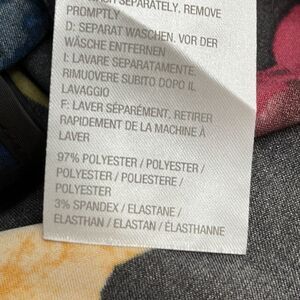 SEPARATELY. REMOVE
PROMPTLY
D: SEPARAT WASCHEN. VOR DER
WÄSCHE ENTFERNEN
I: LAVARE SEPARATAMENTE.
RIMUOVERE SUBITO DOPO IL
LAVAGGIO
F: LAVER SÉPARÉMENT. RETIRER
RAPIDEMENT DE LA MACHINE À
LAVER
97% POLYESTER / POLYESTER /
POLYESTER / POLIESTERE /
POLYESTER
3% SPANDEX / ELASTANE /
ELASTHAN / ELASTAN / ÉLASTHANNE